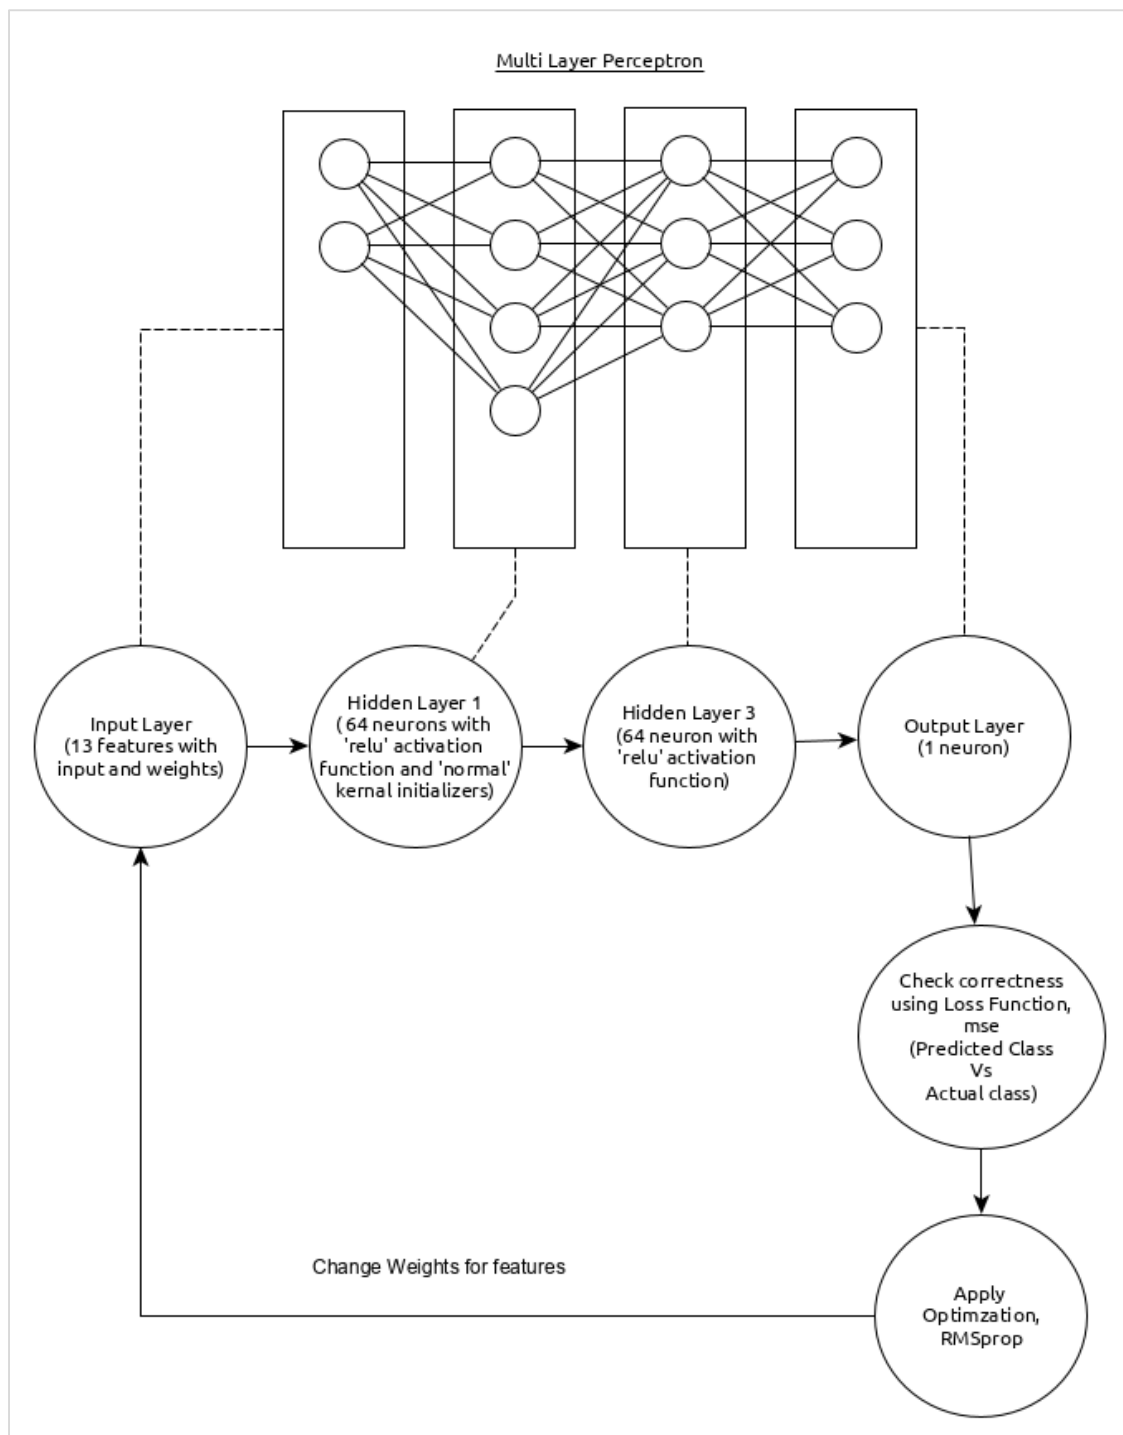 Multi Layer Perceptron
Input Layer
(13 features with
input and weights)
Hidden Layer 1
( 64 neurons with
'relu' activation
function and 'normal'
kernal initializers)
Hidden Layer 3
(64 neuron with
'relu' activation
function)
Output Layer
(1 neuron)
Check correctness
using Loss Function,
mse
(Predicted Class
Vs
Actual class)
Apply
Optimzation,
RMSprop
Change Weights for features